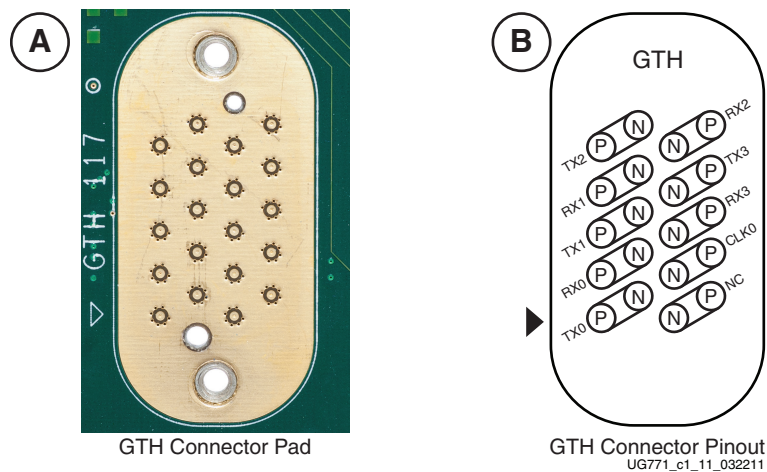 A
GTH 117
GTH Connector Pad
B
GTH
N P RX2
TX2 P N
N P TX3
RX1 P N
N P RX3
TX1 P N
N P CLK0
RX0 P N
N P NC
TX0 P
GTH Connector Pinout
UG771_c1_11_032211